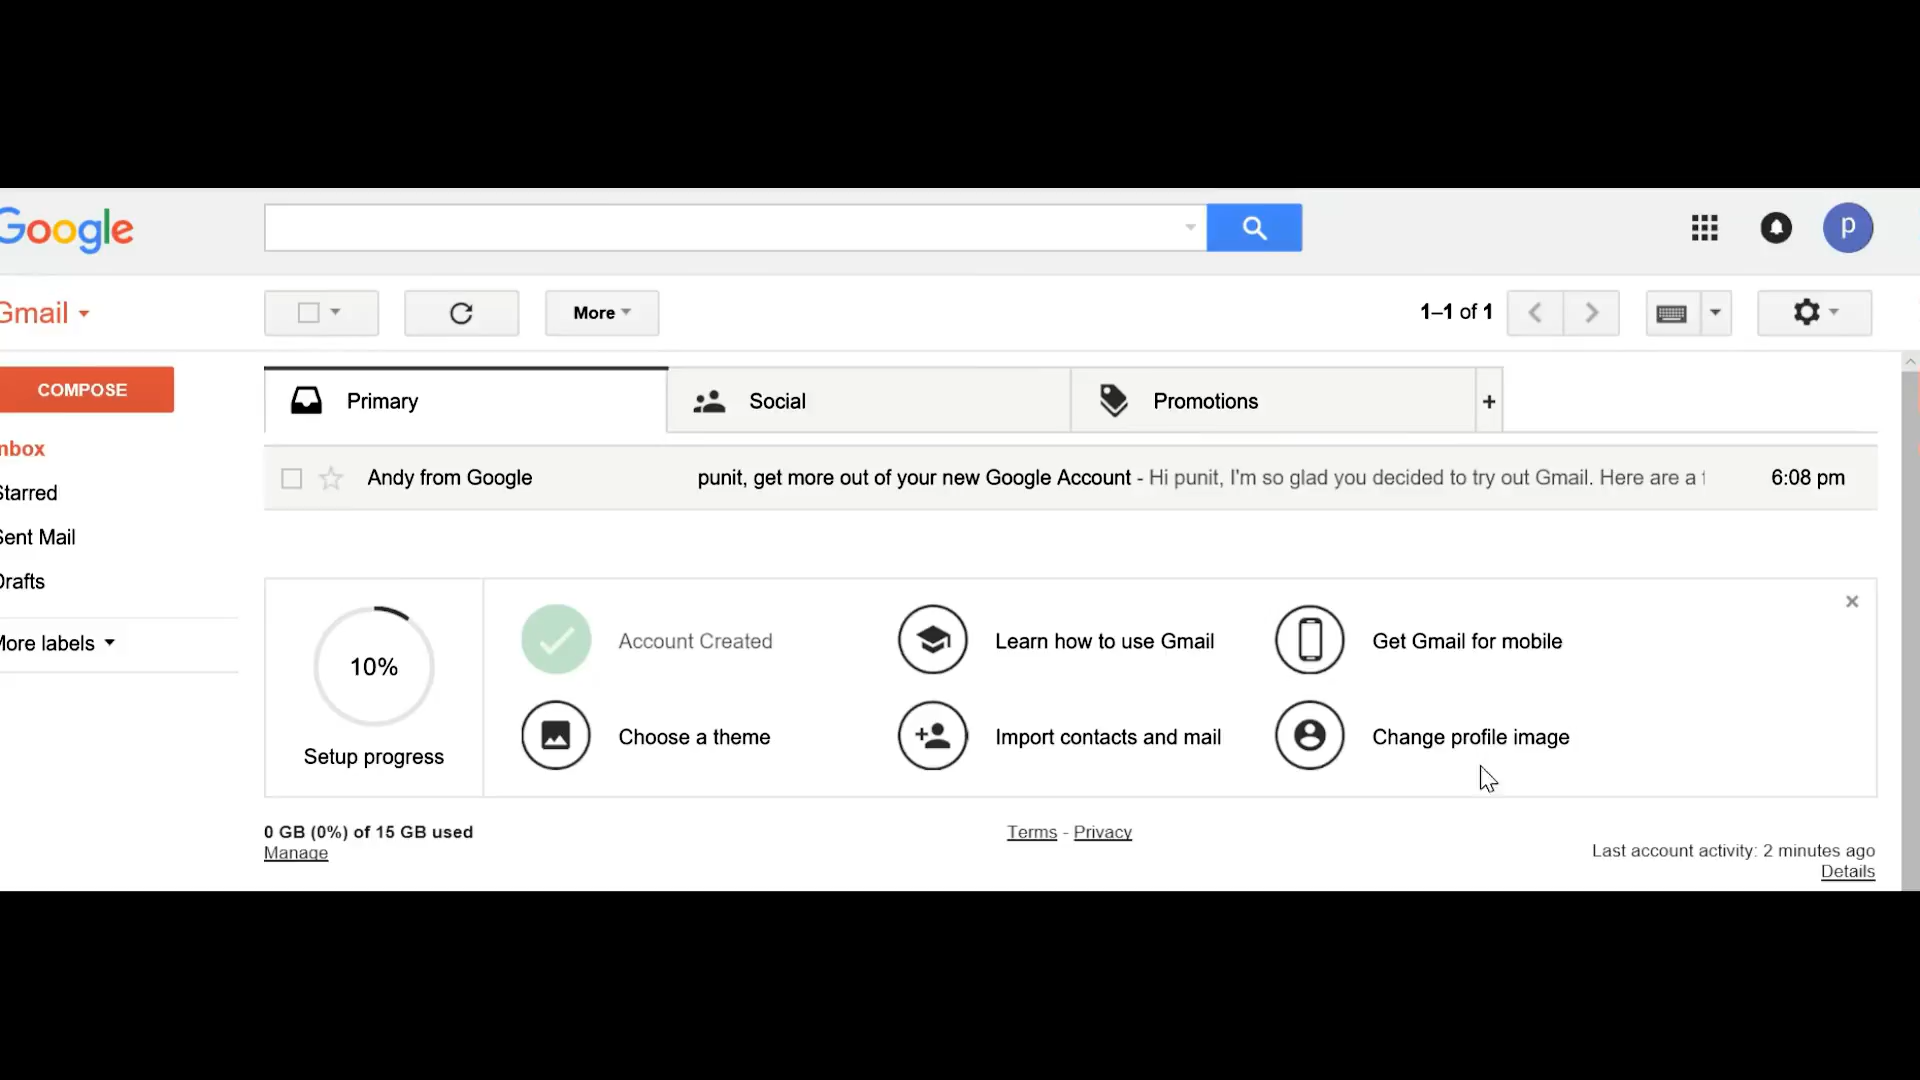 Google
p
Gmail
More
1–1 of 1
COMPOSE
Primary
Social
Promotions
+
nbox
Starred
Sent Mail
Drafts
More labels
Andy from Google
punit, get more out of your new Google Account - Hi punit, I'm so glad you decided to try out Gmail. Here are a
6:08 pm
10%
Setup progress
Account Created
Learn how to use Gmail
Get Gmail for mobile
Choose a theme
Import contacts and mail
Change profile image
0 GB (0%) of 15 GB used
Manage
Terms - Privacy
Last account activity: 2 minutes ago
Details